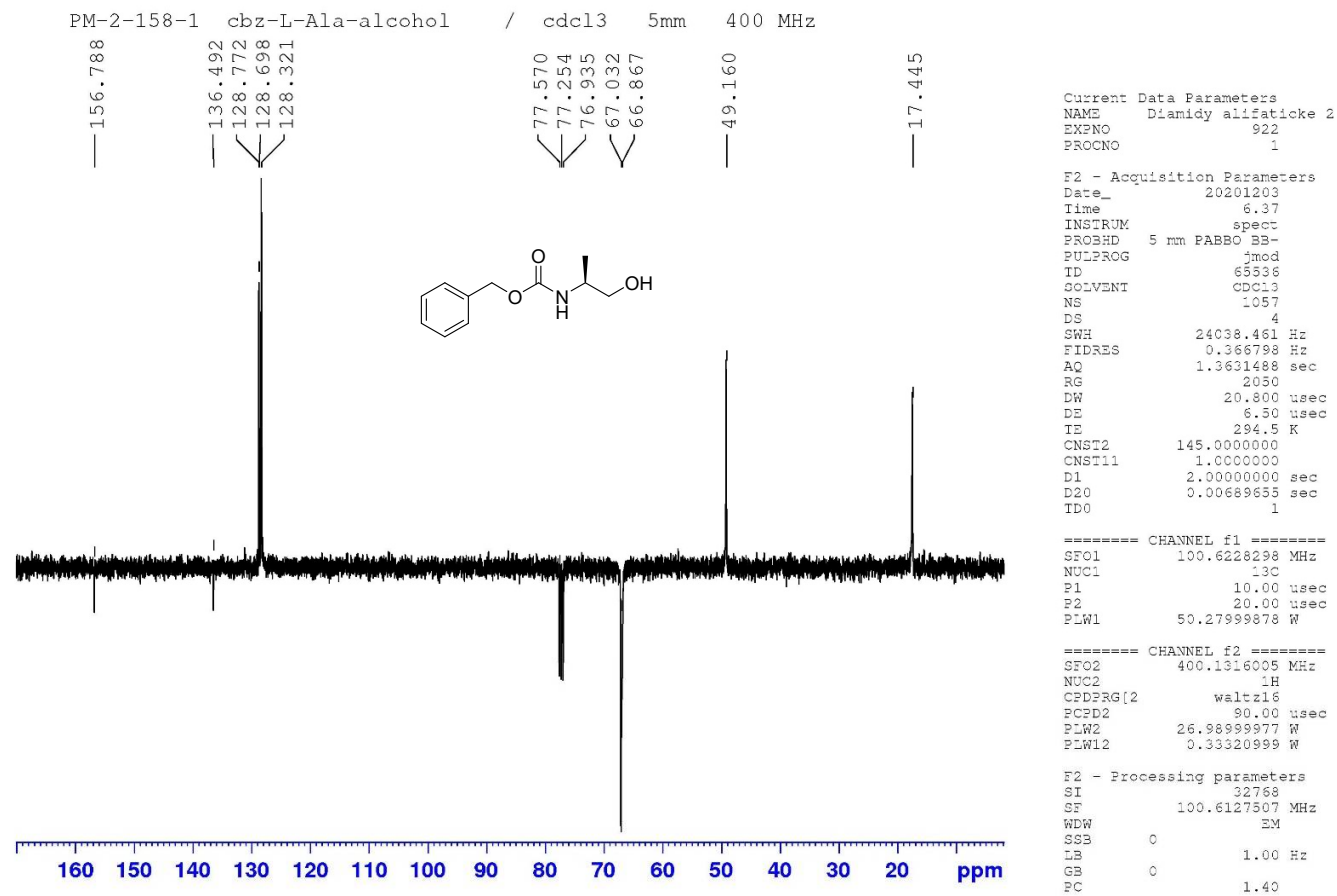 PM-2-158-1 cbz-L-Ala-alcohol / cdcl3 5mm 400 MHz
156.788
136.492
128.772
128.698
128.321
77.570
77.254
76.935
67.032
66.867
49.160
17.445
O
O
N
H
OH
160 150 140 130 120 110 100 90 80 70 60 50 40 30 20 ppm
Current Data Parameters
NAME Diamidy alifaticke 2
EXPNO 922
PROCNO 1
F2 - Acquisition Parameters
Date_ 20201203
Time 6.37
INSTRUM spect
PROBHD 5 mm PABBO BB-
PULPROG jmod
TD 65536
SOLVENT CDCl3
NS 1057
DS 4
SWH 24038.461 Hz
FIDRES 0.366798 Hz
AQ 1.3631488 sec
RG 2050
DW 20.800 usec
DE 6.50 usec
TE 294.5 K
CNST2 145.0000000
CNST11 1.0000000
D1 2.00000000 sec
D20 0.00689655 sec
TD0 1
======== CHANNEL f1 ========
SFO1 100.6228298 MHz
NUC1 13C
P1 10.00 usec
P2 20.00 usec
PLW1 50.27999878 W
======== CHANNEL f2 ========
SFO2 400.1316005 MHz
NUC2 1H
CPDPRG[2 waltz16
PCPD2 90.00 usec
PLW2 26.98999977 W
PLW12 0.33320999 W
F2 - Processing parameters
SI 32768
SF 100.6127507 MHz
WDW EM
SSB 0
LB 1.00 Hz
GB 0
PC 1.40